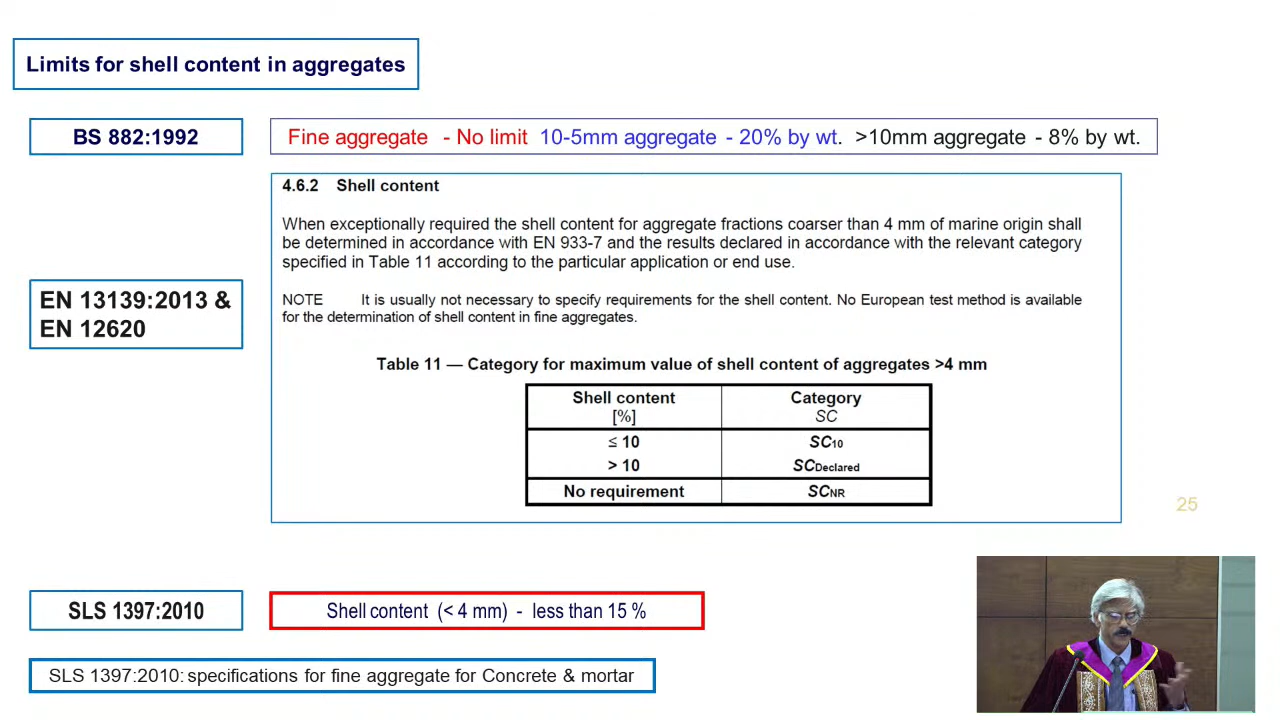 Limits for shell content in aggregates
BS 882:1992
Fine aggregate - No limit 10-5mm aggregate - 20% by wt. >10mm aggregate - 8% by wt.
4.6.2 Shell content
When exceptionally required the shell content for aggregate fractions coarser than 4 mm of marine origin shall
be determined in accordance with EN 933-7 and the results declared in accordance with the relevant category
specified in Table 11 according to the particular application or end use.
NOTE It is usually not necessary to specify requirements for the shell content. No European test method is available
for the determination of shell content in fine aggregates.
EN 13139:2013 &
EN 12620
Table 11 — Category for maximum value of shell content of aggregates >4 mm
Shell content Category
[%] SC
≤ 10 SC10
> 10 SCDeclared
No requirement SCNR
25
SLS 1397:2010
Shell content (< 4 mm) - less than 15 %
SLS 1397:2010: specifications for fine aggregate for Concrete & mortar